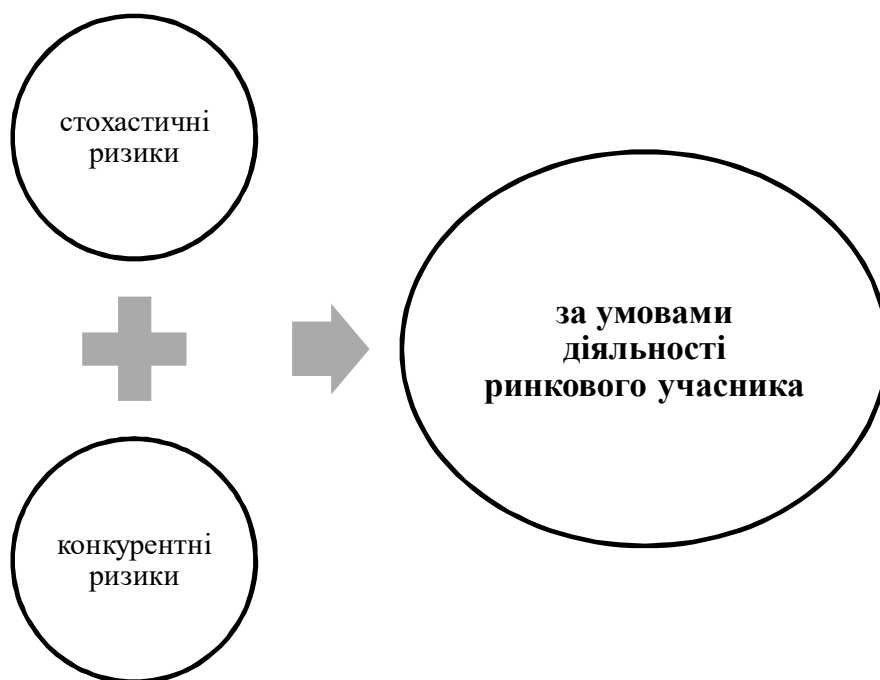 стохастичні
ризики
за умовами
діяльності
ринкового учасника
конкурентні
ризики